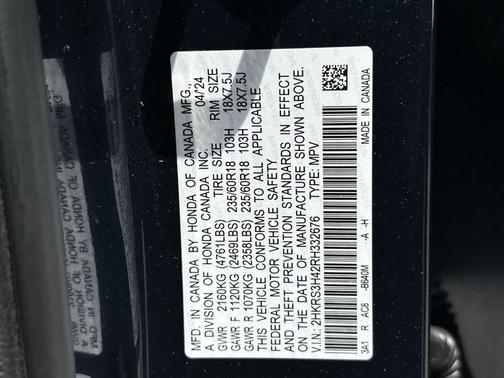 MFD. IN CANADA BY HONDA OF CANADA MFG.,
A DIVISION OF HONDA CANADA INC. 04/24
TIRE SIZE RIM SIZE
GVWR 2160KG (4761LBS)
GAWR F 1120KG (2469LBS) 235/60R18 103H 18X7.5J
GAWR R 1070KG (2358LBS) 235/60R18 103H 18X7.5J
THIS VEHICLE CONFORMS TO ALL APPLICABLE
FEDERAL MOTOR VEHICLE SAFETY
AND THEFT PREVENTION STANDARDS IN EFFECT
ON THE DATE OF MANUFACTURE SHOWN ABOVE.
V.I.N: 2HKRS3H42RH332676 TYPE: MPV
3A1 R AC8 -B640M -A -H MADE IN CANADA